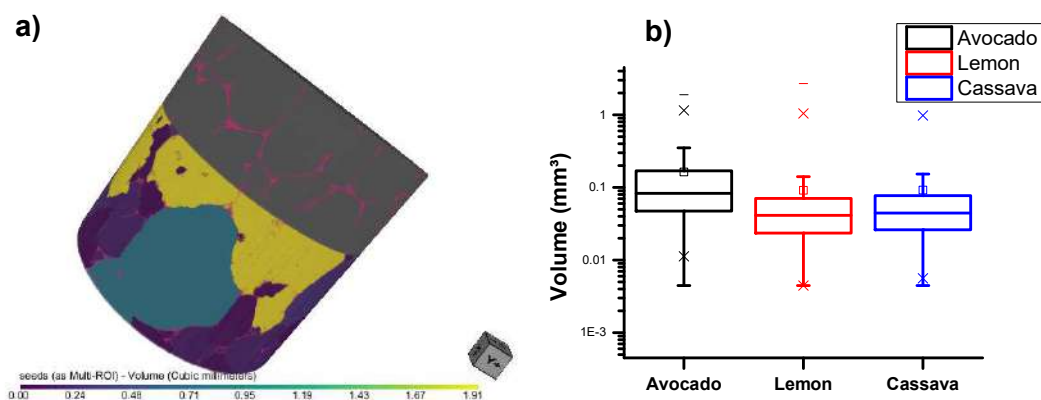 a)
seeds (as Multi-ROI) - Volume (Cubic milimeters)
0.00 0.24 0.48 0.71 0.95 1.19 1.43 1.67 1.91
b)
Avocado
Lemon
Cassava
Volume (mm³)
1
0.1
0.01
1E-3
Avocado Lemon Cassava